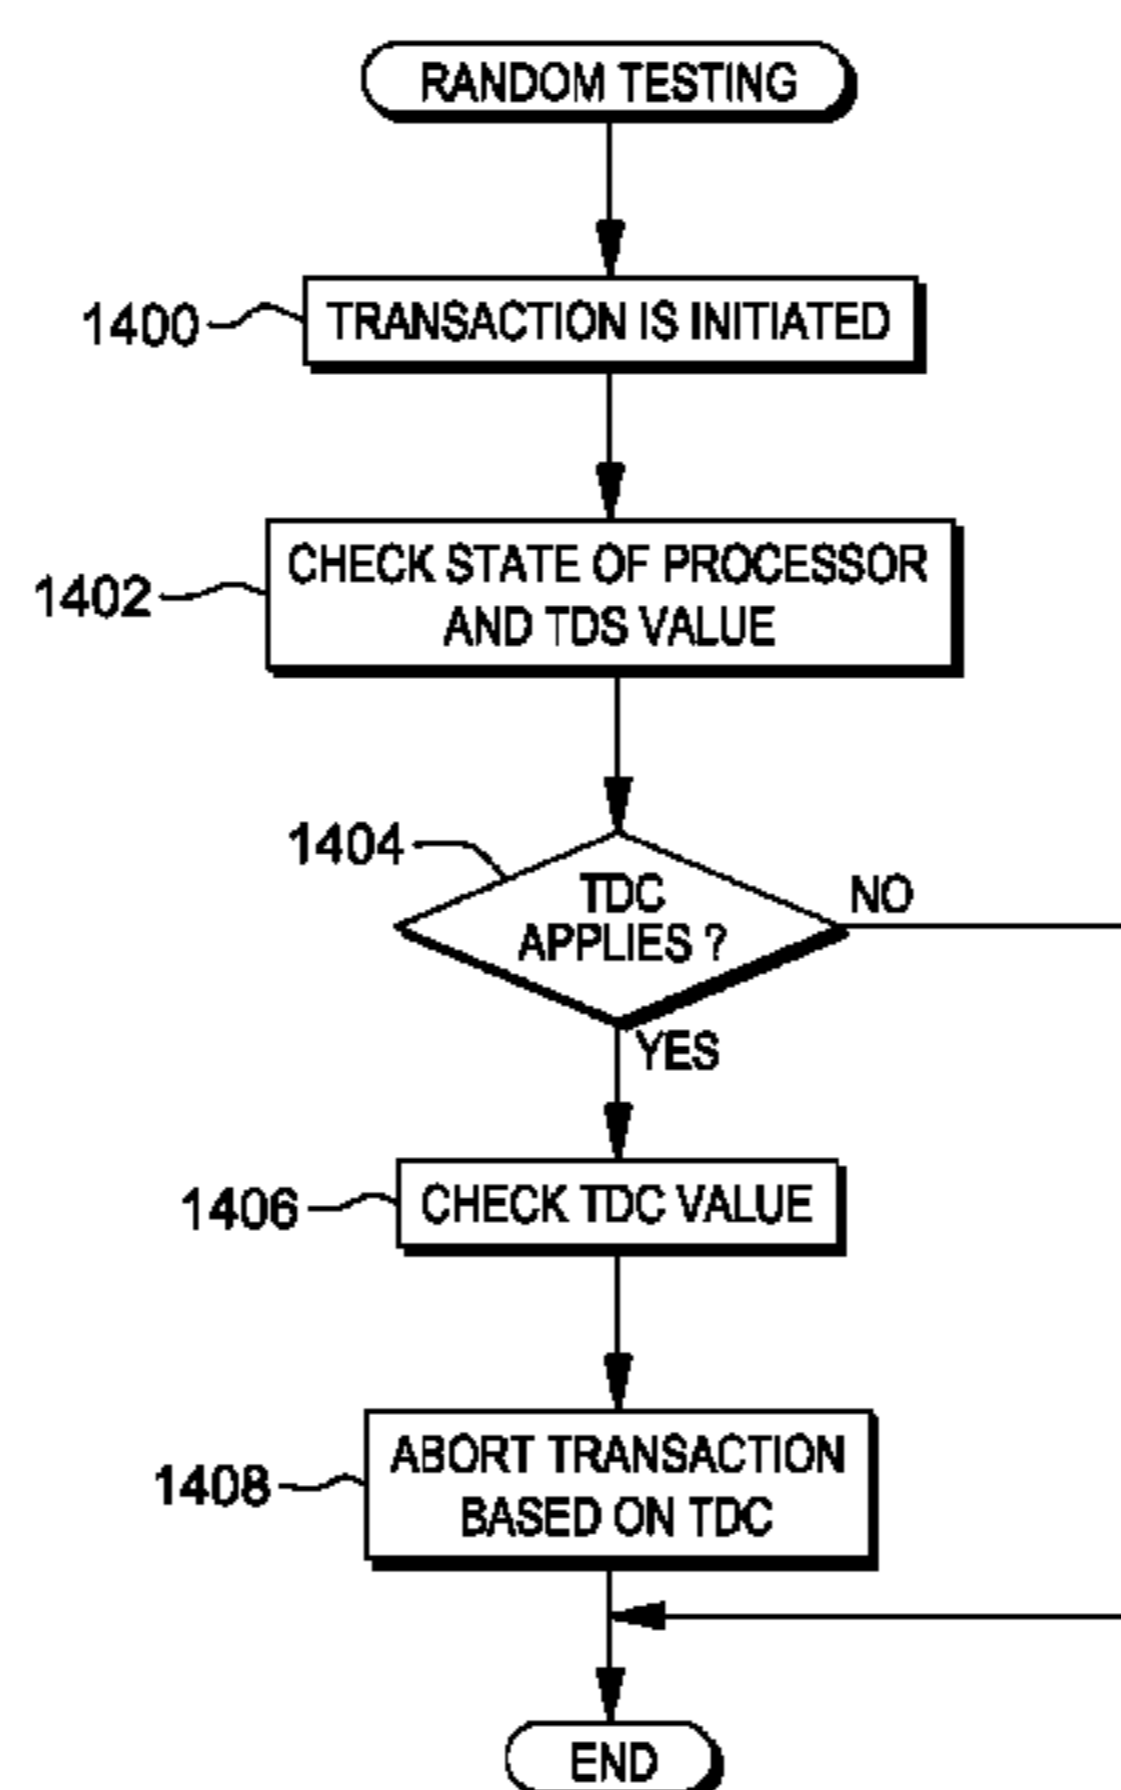 RANDOM TESTING
1400
TRANSACTION IS INITIATED
1402
CHECK STATE OF PROCESSOR
AND TDS VALUE
1404
TDC
APPLIES ?
NO
YES
1406
CHECK TDC VALUE
1408
ABORT TRANSACTION
BASED ON TDC
END